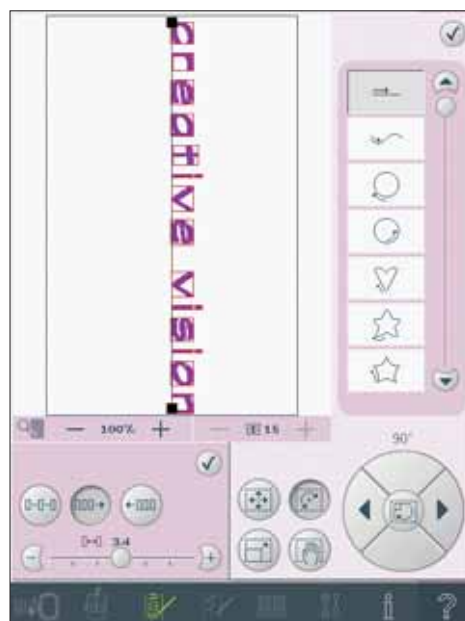 creative vision
— 100% +
— 15 +
90°
3.4
- +
i ?